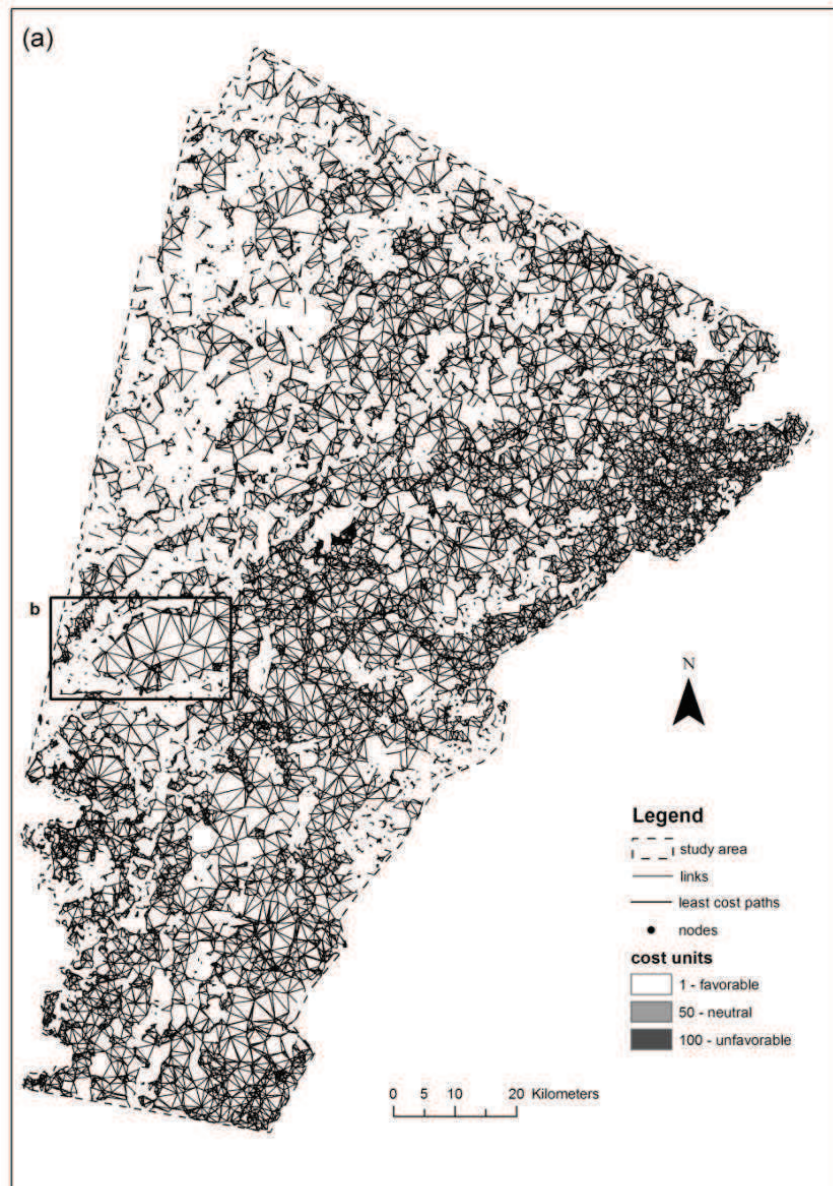 (a)
b
N
Legend
study area
links
least cost paths
nodes
cost units
1 - favorable
50 - neutral
100 - unfavorable
0 5 10 20 Kilometers